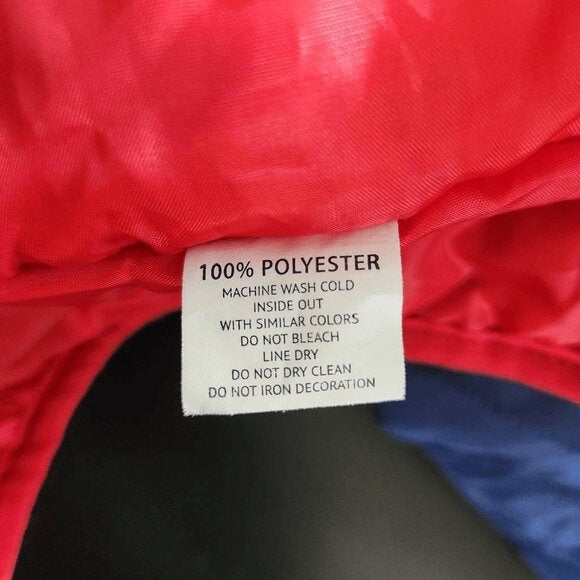 100% POLYESTER
MACHINE WASH COLD
INSIDE OUT
WITH SIMILAR COLORS
DO NOT BLEACH
LINE DRY
DO NOT DRY CLEAN
DO NOT IRON DECORATION